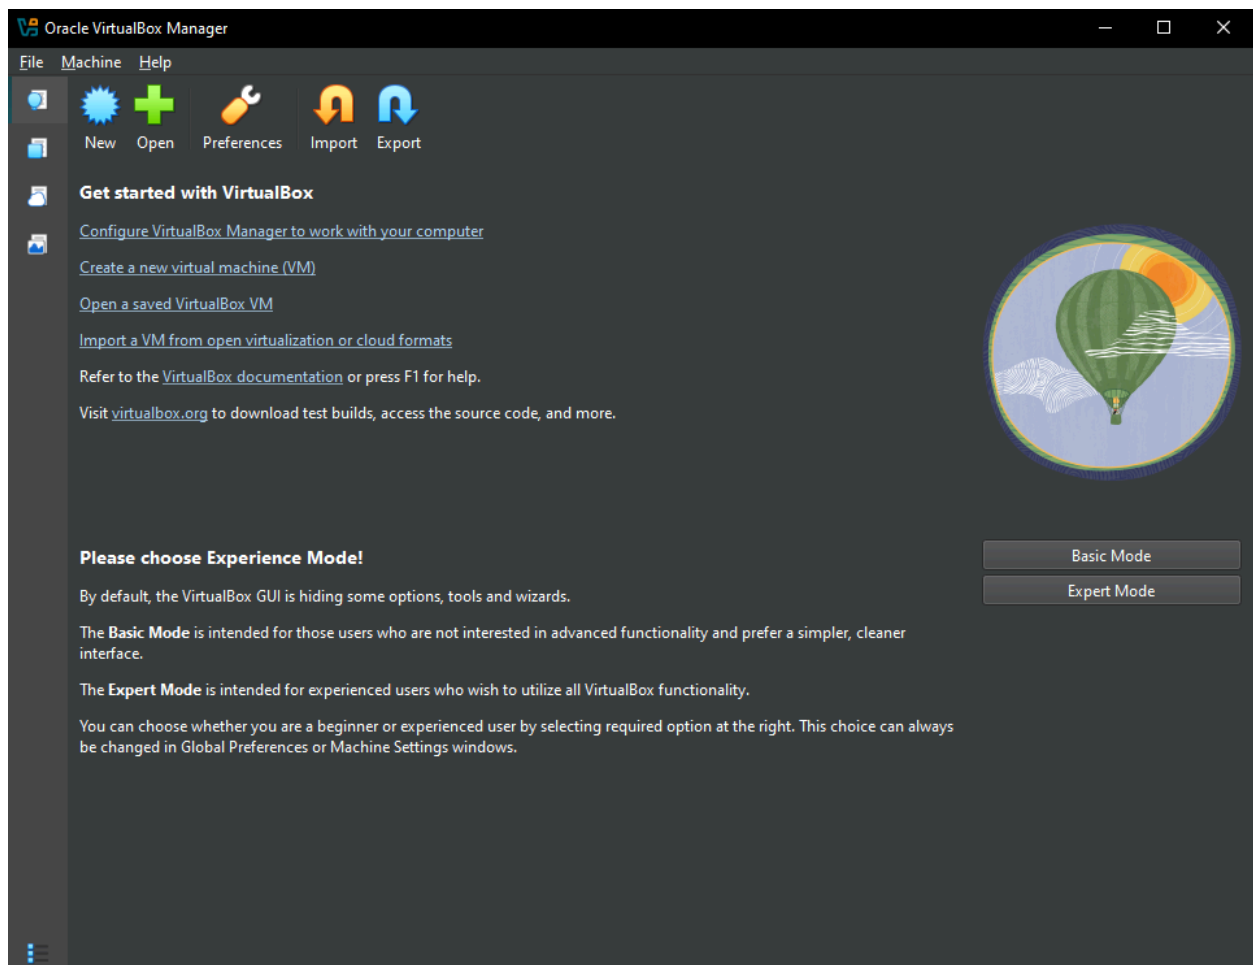 Oracle VirtualBox Manager
File Machine Help
New Open Preferences Import Export
Get started with VirtualBox
Configure VirtualBox Manager to work with your computer
Create a new virtual machine (VM)
Open a saved VirtualBox VM
Import a VM from open virtualization or cloud formats
Refer to the VirtualBox documentation or press F1 for help.
Visit virtualbox.org to download test builds, access the source code, and more.
Please choose Experience Mode!
By default, the VirtualBox GUI is hiding some options, tools and wizards.
The Basic Mode is intended for those users who are not interested in advanced functionality and prefer a simpler, cleaner
interface.
The Expert Mode is intended for experienced users who wish to utilize all VirtualBox functionality.
You can choose whether you are a beginner or experienced user by selecting required option at the right. This choice can always
be changed in Global Preferences or Machine Settings windows.
Basic Mode
Expert Mode